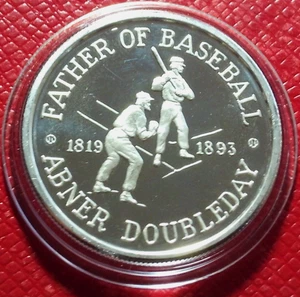 FATHER OF BASEBALL
1819 1893
ABNER DOUBLEDAY